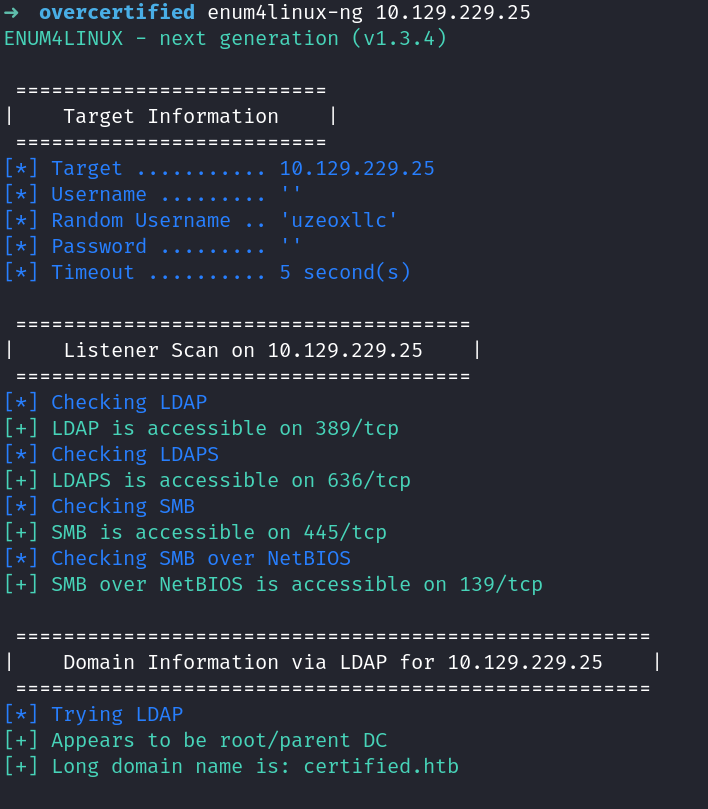 ➜  overcertified enum4linux-ng 10.129.229.25
ENUM4LINUX - next generation (v1.3.4)
==========================
|    Target Information    |
==========================
[*] Target ........... 10.129.229.25
[*] Username ......... ''
[*] Random Username .. 'uzeoxllc'
[*] Password ......... ''
[*] Timeout .......... 5 second(s)
======================================
|    Listener Scan on 10.129.229.25    |
======================================
[*] Checking LDAP
[+] LDAP is accessible on 389/tcp
[*] Checking LDAPS
[+] LDAPS is accessible on 636/tcp
[*] Checking SMB
[+] SMB is accessible on 445/tcp
[*] Checking SMB over NetBIOS
[+] SMB over NetBIOS is accessible on 139/tcp
=====================================================
|    Domain Information via LDAP for 10.129.229.25    |
=====================================================
[*] Trying LDAP
[+] Appears to be root/parent DC
[+] Long domain name is: certified.htb